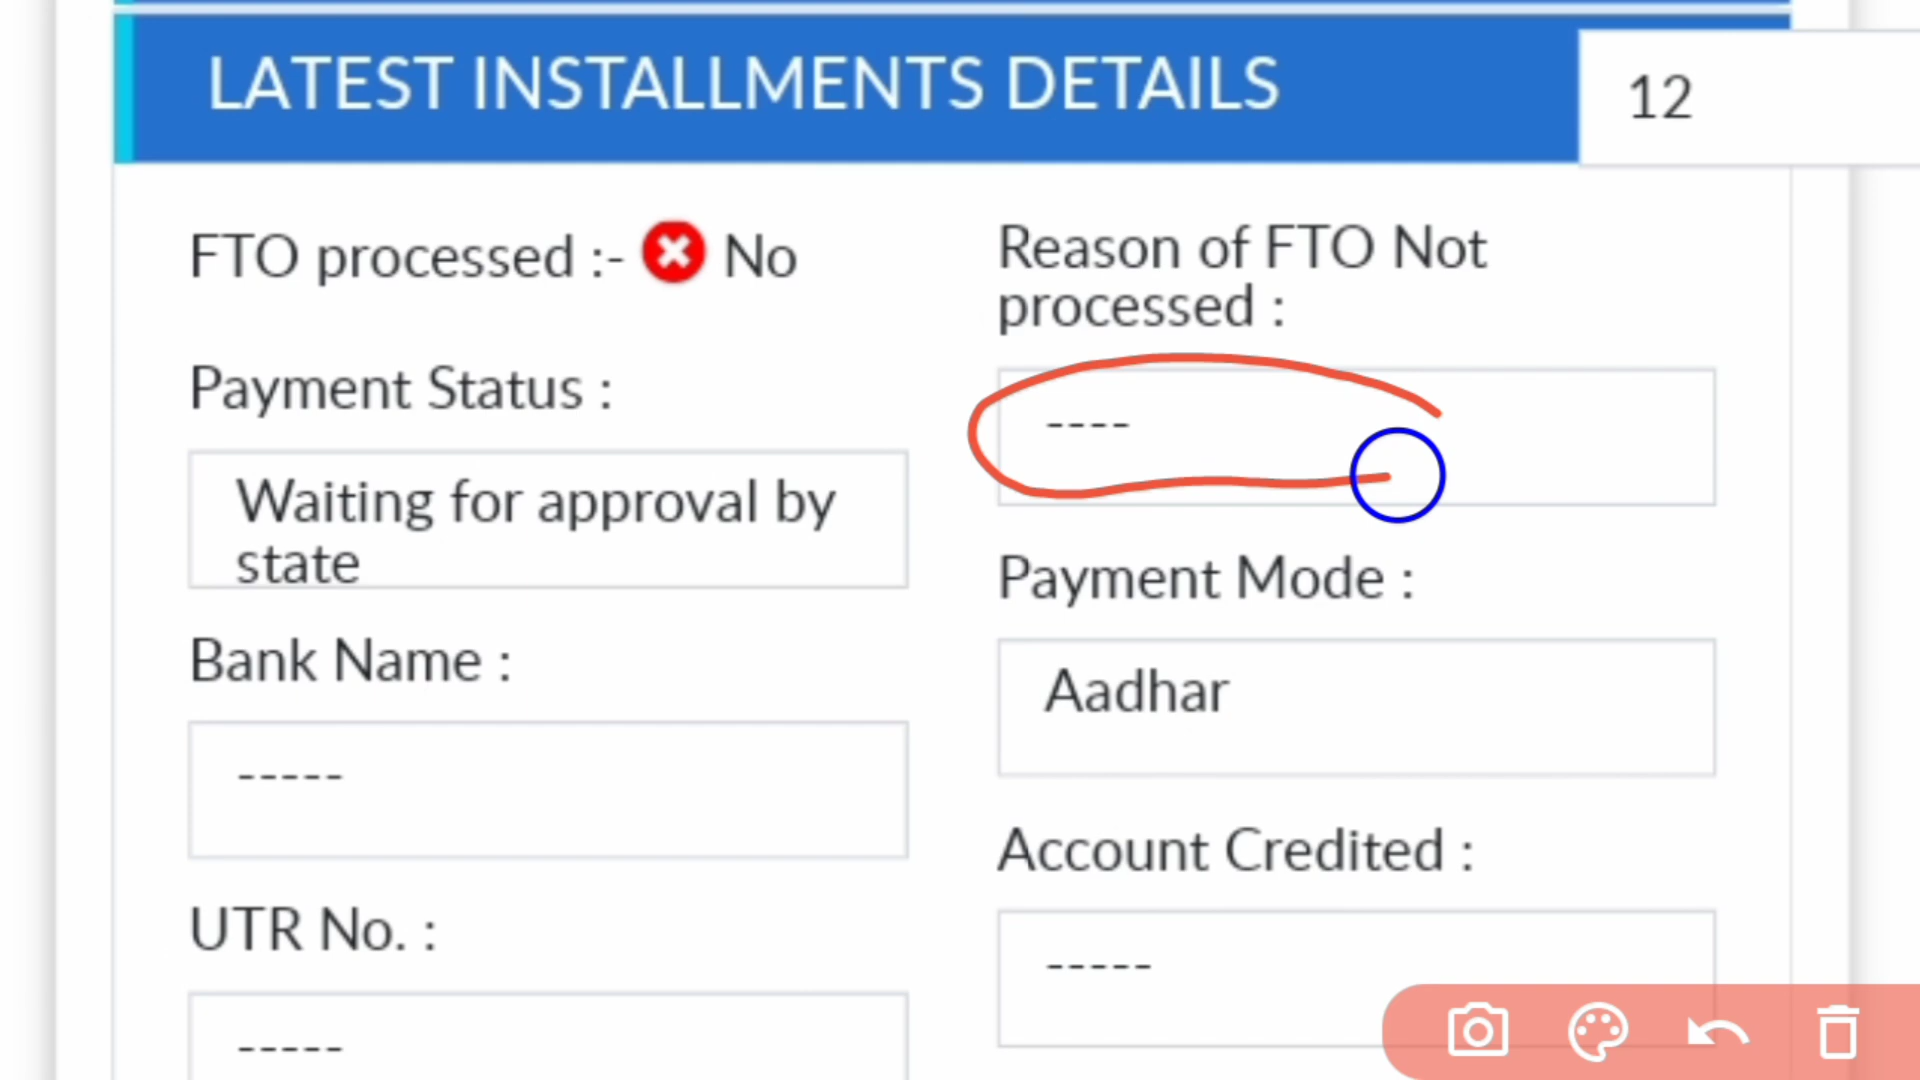 LATEST INSTALLMENTS DETAILS
12
FTO processed :- No
Reason of FTO Not
processed :
----
Payment Status :
Waiting for approval by
state
Payment Mode :
Aadhar
Bank Name :
-----
Account Credited :
-----
UTR No. :
-----